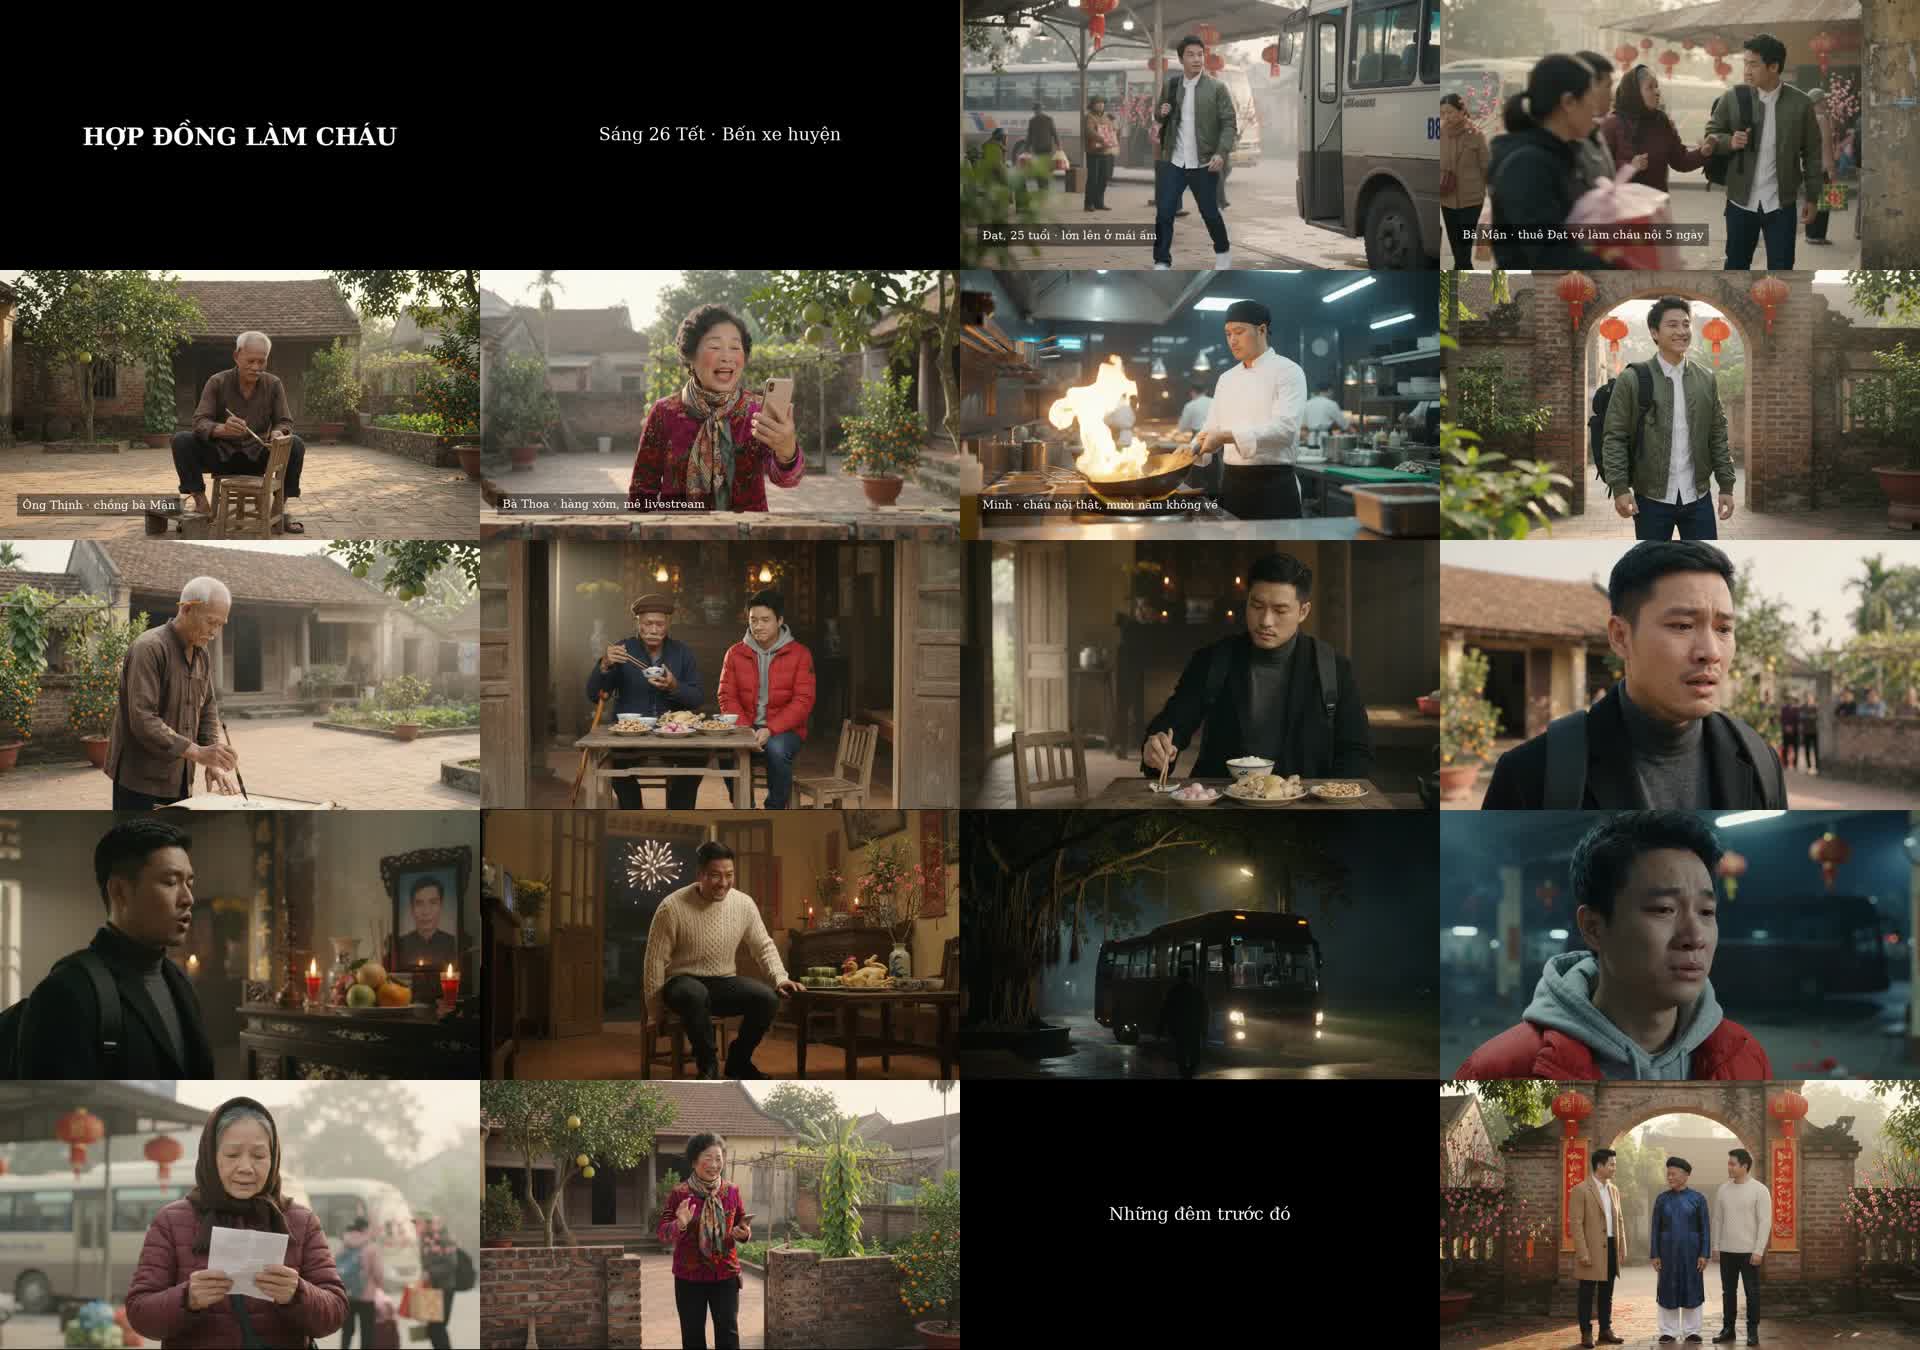 HỢP ĐỒNG LÀM CHÁU
Sáng 26 Tết · Bến xe huyện
Đạt, 25 tuổi · lớn lên ở mái ấm
Bà Mận · thuê Đạt về làm cháu nội 5 ngày
Ông Thịnh · chồng bà Mận
Bà Thoa · hàng xóm, mê livestream
Minh · cháu nội thật, mười năm không về
Những đêm trước đó